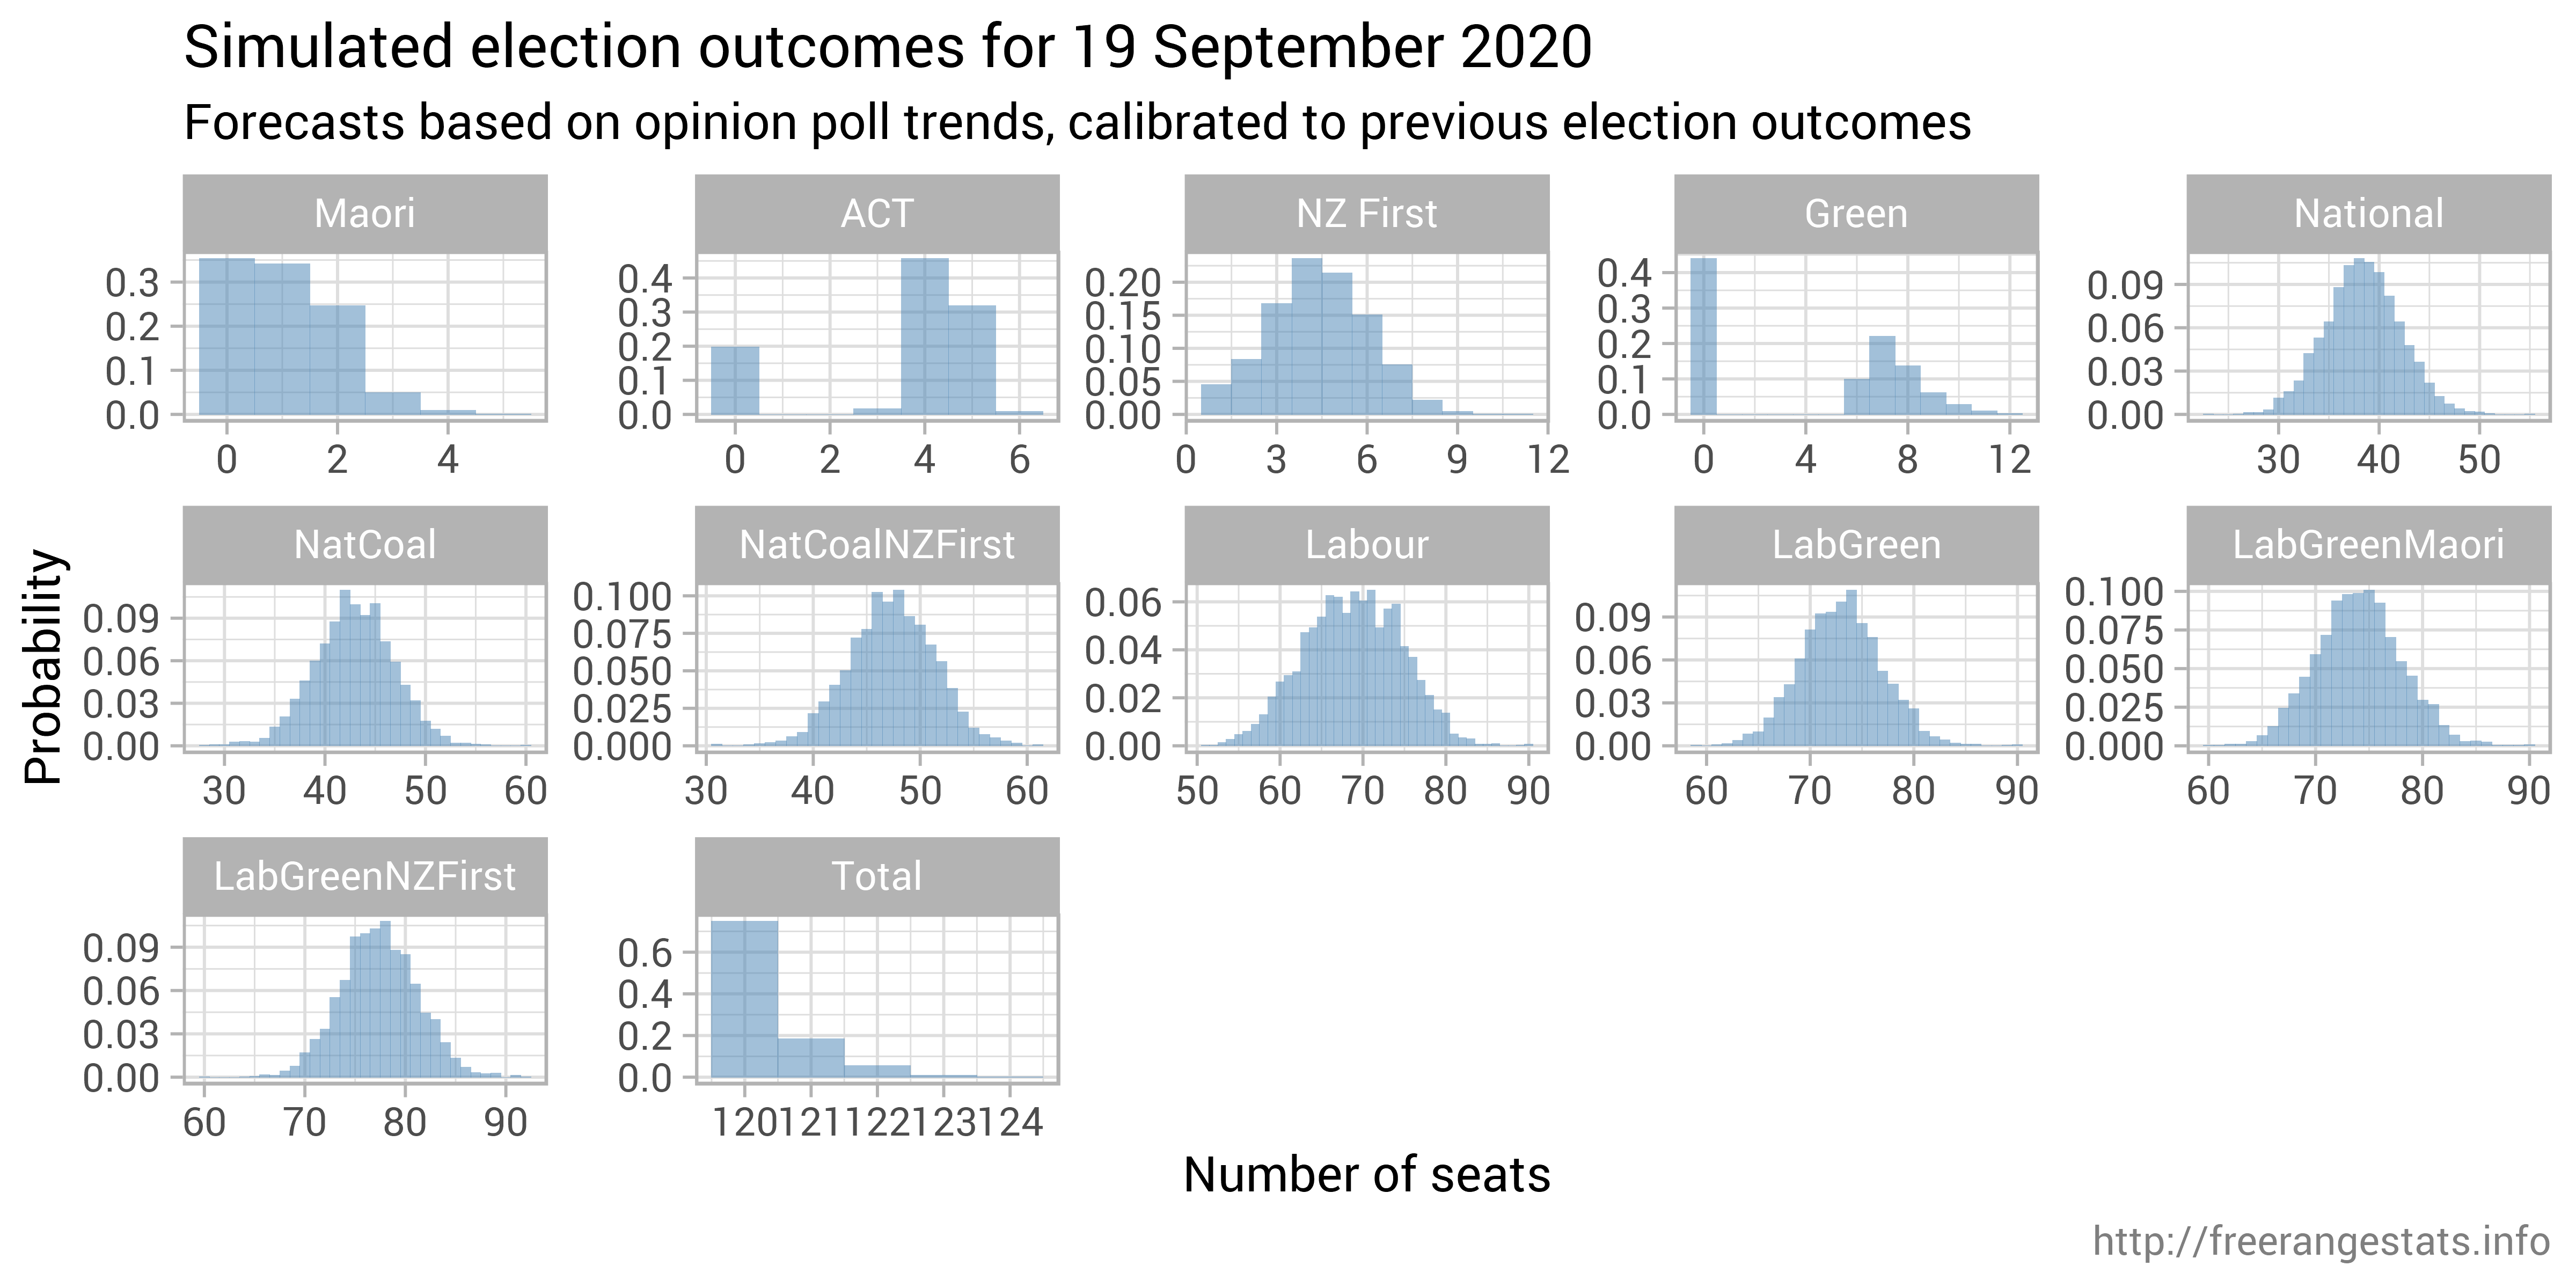 Simulated election outcomes for 19 September 2020
Forecasts based on opinion poll trends, calibrated to previous election outcomes
Maori
ACT
NZ First
Green
National
0.3
0.2
0.1
0.0
0 2 4
0.4
0.3
0.2
0.1
0.0
0 2 4 6
0.20
0.15
0.10
0.05
0.00
0 3 6 9 12
0.4
0.3
0.2
0.1
0.0
0 4 8 12
0.09
0.06
0.03
0.00
30 40 50
Probability
NatCoal
NatCoalNZFirst
Labour
LabGreen
LabGreenMaori
0.09
0.06
0.03
0.00
30 40 50 60
0.100
0.075
0.050
0.025
0.000
30 40 50 60
0.06
0.04
0.02
0.00
50 60 70 80 90
0.09
0.06
0.03
0.00
60 70 80 90
0.100
0.075
0.050
0.025
0.000
60 70 80 90
LabGreenNZFirst
Total
0.09
0.06
0.03
0.00
60 70 80 90
0.6
0.4
0.2
0.0
120 121 122 123 124
Number of seats
http://freerangestats.info